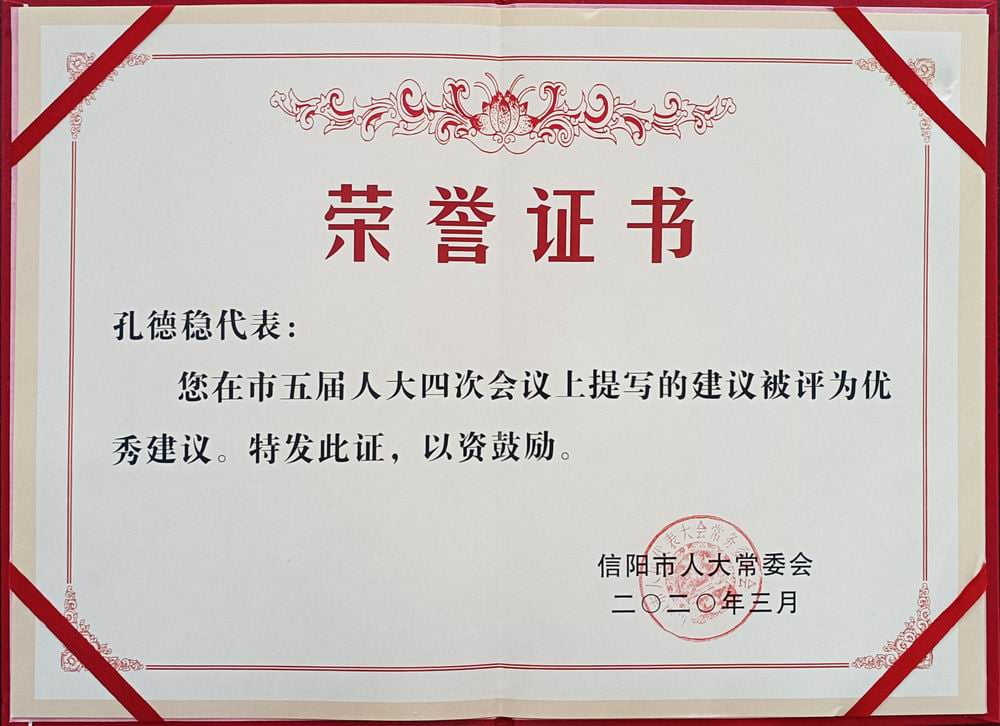 荣誉证书
孔德稳代表：
您在市五届人大四次会议上提写的建议被评为优
秀建议。特发此证，以资鼓励。
信阳市人大常委会
二〇二〇年三月